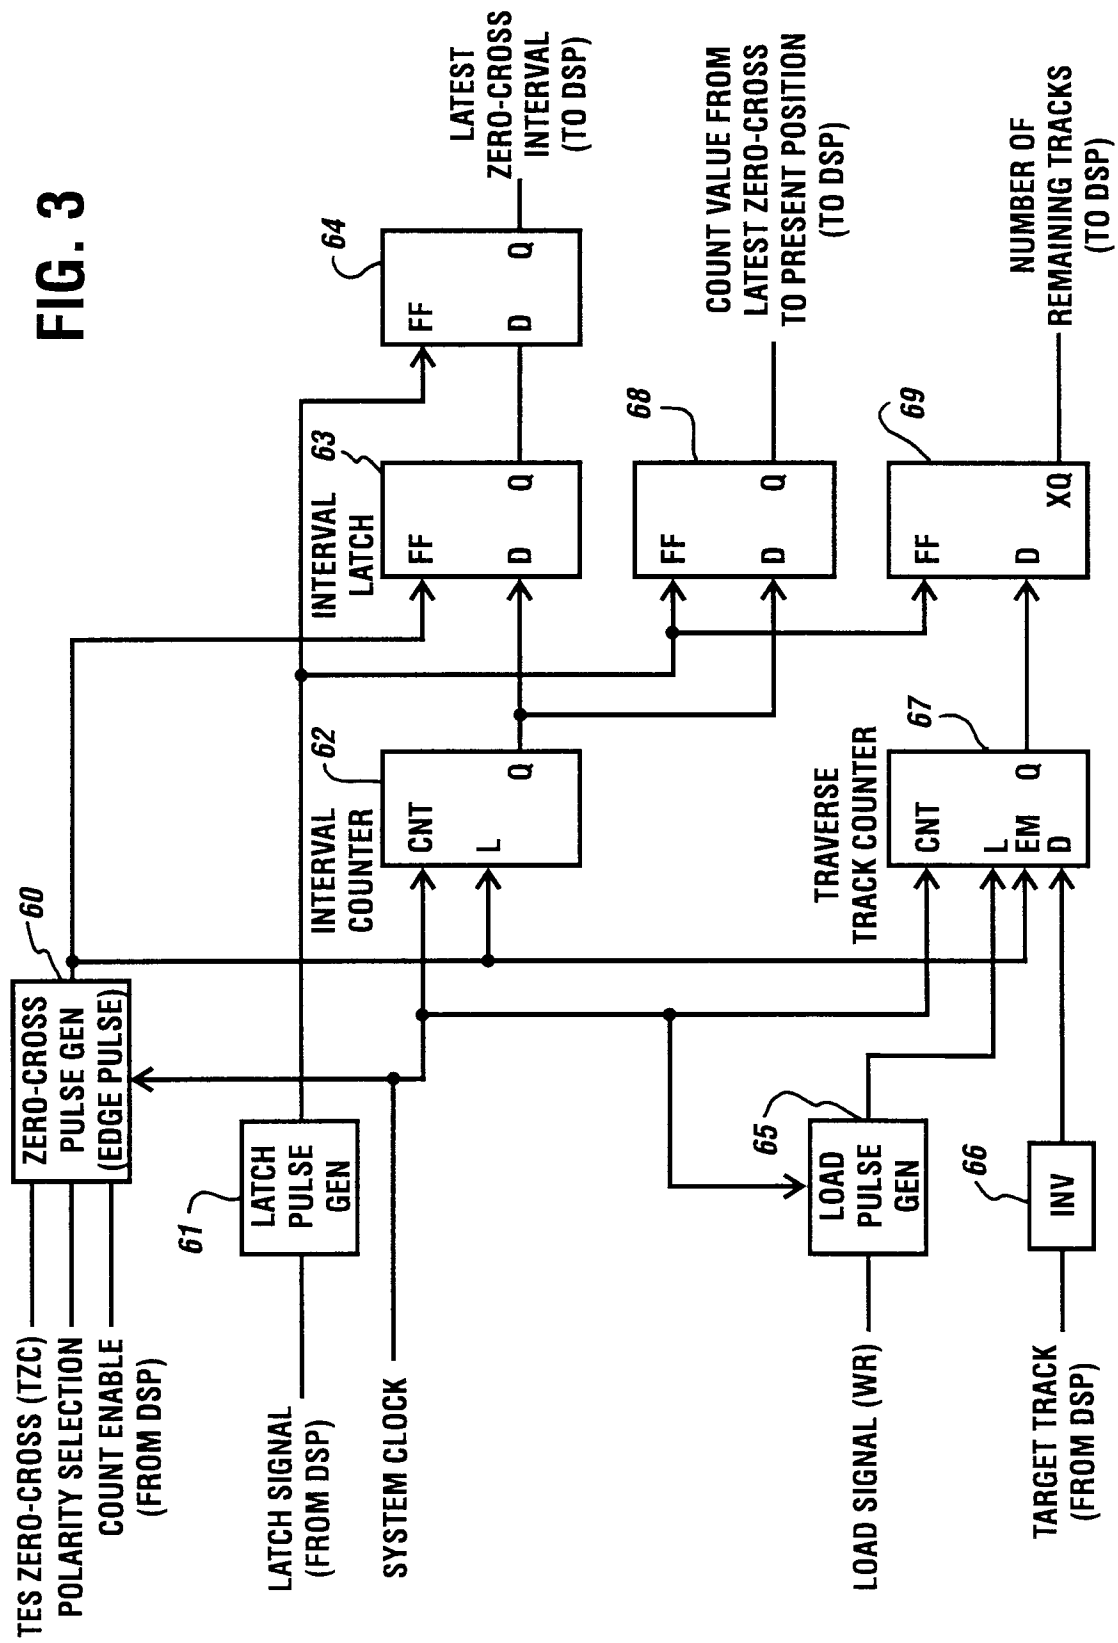 FIG. 3
TES ZERO-CROSS (TZC)
POLARITY SELECTION
COUNT ENABLE
(FROM DSP)
60
ZERO-CROSS
PULSE GEN
(EDGE PULSE)
LATCH SIGNAL
(FROM DSP)
61
LATCH
PULSE
GEN
SYSTEM CLOCK
INTERVAL
COUNTER
62
CNT
L
Q
INTERVAL
LATCH
63
FF
D
Q
64
FF
D
Q
LATEST
ZERO-CROSS
INTERVAL
(TO DSP)
68
FF
D
Q
COUNT VALUE FROM
LATEST ZERO-CROSS
TO PRESENT POSITION
(TO DSP)
LOAD SIGNAL (WR)
65
LOAD
PULSE
GEN
TARGET TRACK
(FROM DSP)
66
INV
TRAVERSE
TRACK COUNTER
67
CNT
L
EM
D
Q
69
FF
D
XQ
NUMBER OF
REMAINING TRACKS
(TO DSP)